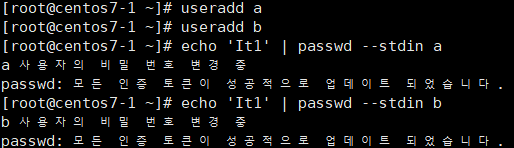 [root@centos7-1 ~]# useradd a
[root@centos7-1 ~]# useradd b
[root@centos7-1 ~]# echo 'It1' | passwd --stdin a
a 사용자의 비밀 번호 변경 중
passwd: 모든 인증 토큰이 성공적으로 업데이트 되었습니다.
[root@centos7-1 ~]# echo 'It1' | passwd --stdin b
b 사용자의 비밀 번호 변경 중
passwd: 모든 인증 토큰이 성공적으로 업데이트 되었습니다.